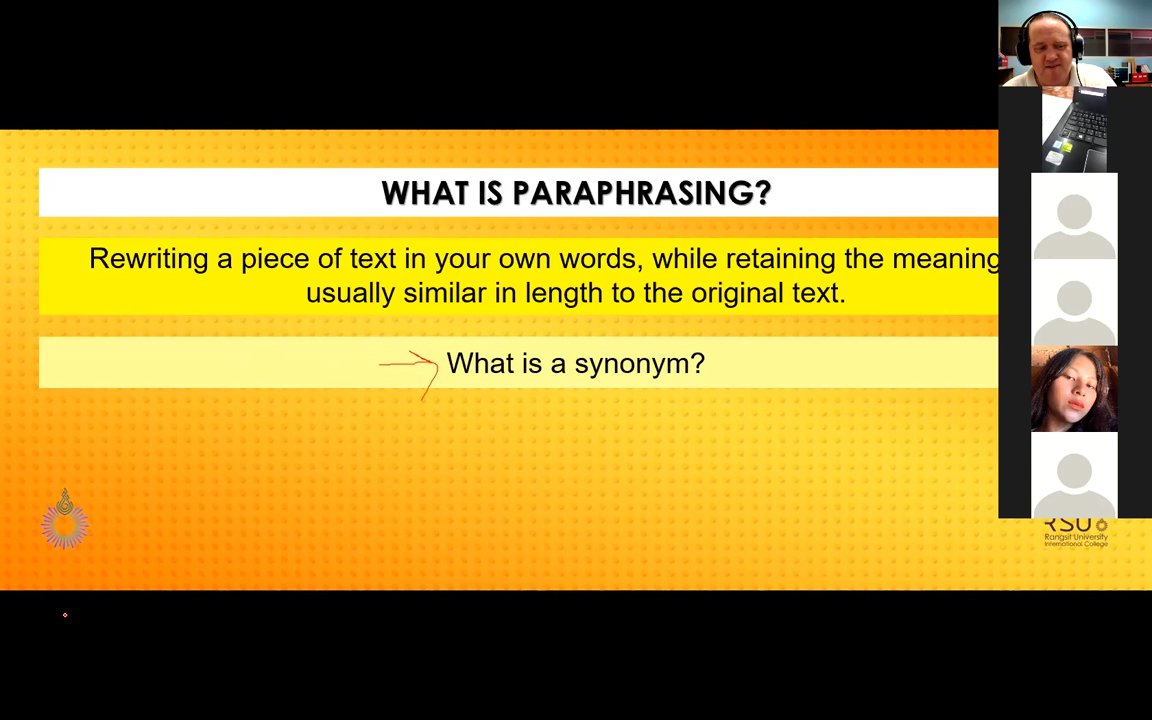 WHAT IS PARAPHRASING?
Rewriting a piece of text in your own words, while retaining the meaning
usually similar in length to the original text.
What is a synonym?
RSU
Rangsit University
International College